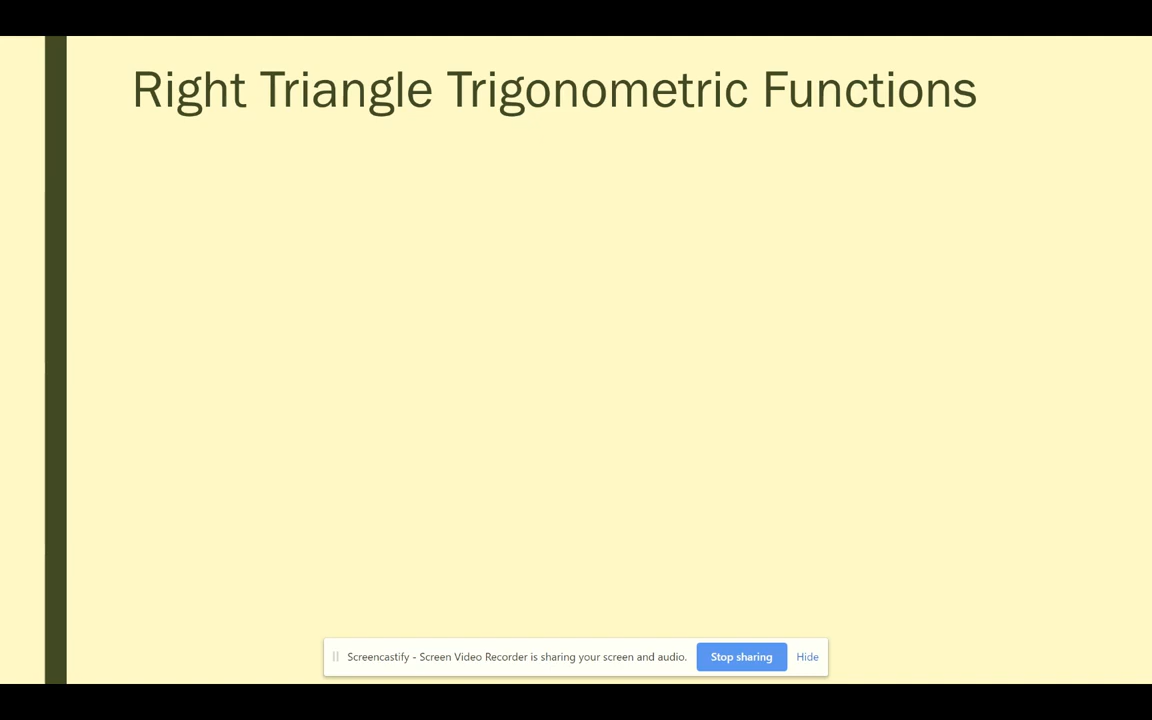 Right Triangle Trigonometric Functions
Screencastify - Screen Video Recorder is sharing your screen and audio. Stop sharing Hide